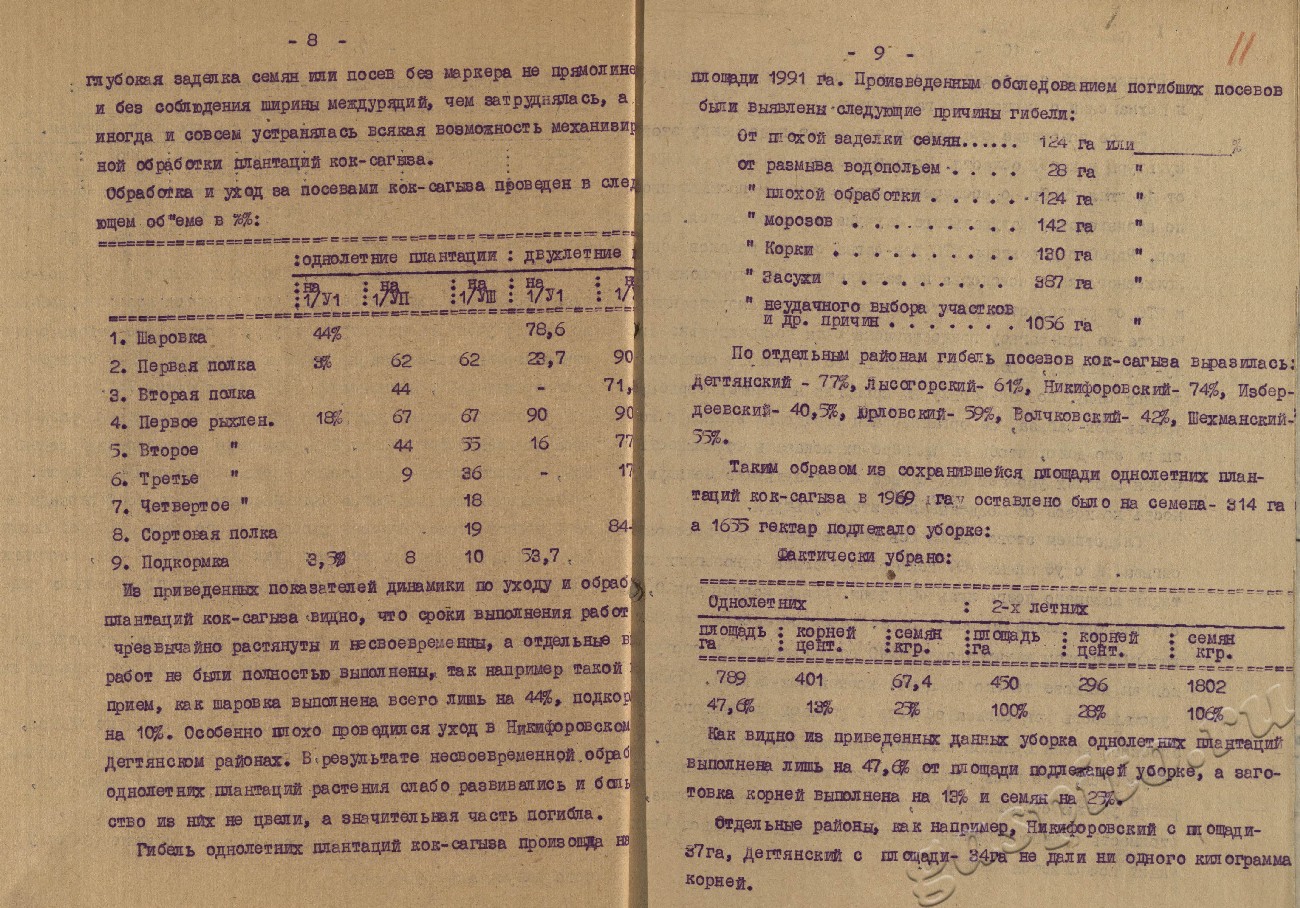 - 8 -
глубокая заделка семян или посев без маркера не прямолине
и без соблюдения ширины междурядий, чем затруднялась, а
иногда и совсем устранялась всякая возможность механизир
ной обработки плантаций кок-сагыза.
Обработка и уход за посевами кок-сагыза проведен в след
ющем об"еме в %%:
:однолетние плантации : двухлетние
:на 1/У1 :на 1/УП :на 1/УШ :на 1/У1 : н 1/
1. Шаровка 44% 78,6
2. Первая полка 3% 62 62 23,7 90
3. Вторая полка 44 - 71,
4. Первое рыхлен. 18% 67 67 90 90
5. Второе " 44 55 16 77
6. Третье " 9 36 - 17
7. Четвертое " 18
8. Сортовая полка 19 84
9. Подкормка 3,5% 8 10 53,7
Из приведенных показателей динамики по уходу и обраб
плантаций кок-сагыза видно, что сроки выполнения работ
чрезвычайно растянуты и несвоевременны, а отдельные в
работ не были полностью выполнены, так например такой
прием, как шаровка выполнена всего лишь на 44%, подкор
на 10%. Особенно плохо проводился уход в Никифоровском
Дегтянском районах. В результате несвоевременной обраб
однолетних плантаций растения слабо развивались и боль
ство из них не цвели, а значительная часть погибла.
Гибель однолетних плантаций кок-сагыза произошла на
11
- 9 -
площади 1991 га. Произведенным обследованием погибших посевов
были выявлены следующие причины гибели:
От плохой заделки семян...... 124 га или %
от размыва водопольем . . . . 28 га "
" плохой обработки . . . . . . 124 га "
" морозов . . . . . . . . . 142 га "
" Корки . . . . . . . . . 130 га "
" Засухи . . . . . . . . . 387 га "
" неудачного выбора участков
и др. причин . . . . . . . 1056 га "
По отдельным районам гибель посевов кок-сагыза выразилась:
Дегтянский - 77%, Лысогорский- 61%, Никифоровский- 74%, Избер-
деевский- 40,5%, Юрловский- 59%, Волчковский- 42%, Шехманский-
55%.
Таким образом из сохранившейся площади однолетних план-
таций кок-сагыза в 1969 га оставлено было на семена- 314 га
а 1655 гектар подлежало уборке:
Фактически убрано:
Однолетних : 2-х летних
площадь га : корней цент. :семян кгр. :площадь га : корней цент. : семян кгр.
789 401 67,4 450 296 1802
47,6% 13% 25% 100% 28% 106%
Как видно из приведенных данных уборка однолетних плантаций
выполнена лишь на 47,6% от площади подлежащей уборке, а заго-
товка корней выполнена на 13% и семян на 25%.
Отдельные районы, как например, Никифоровский с площади-
37га, Дегтянский с площади- 34га не дали ни одного килограмма
корней.
gaspito.ru